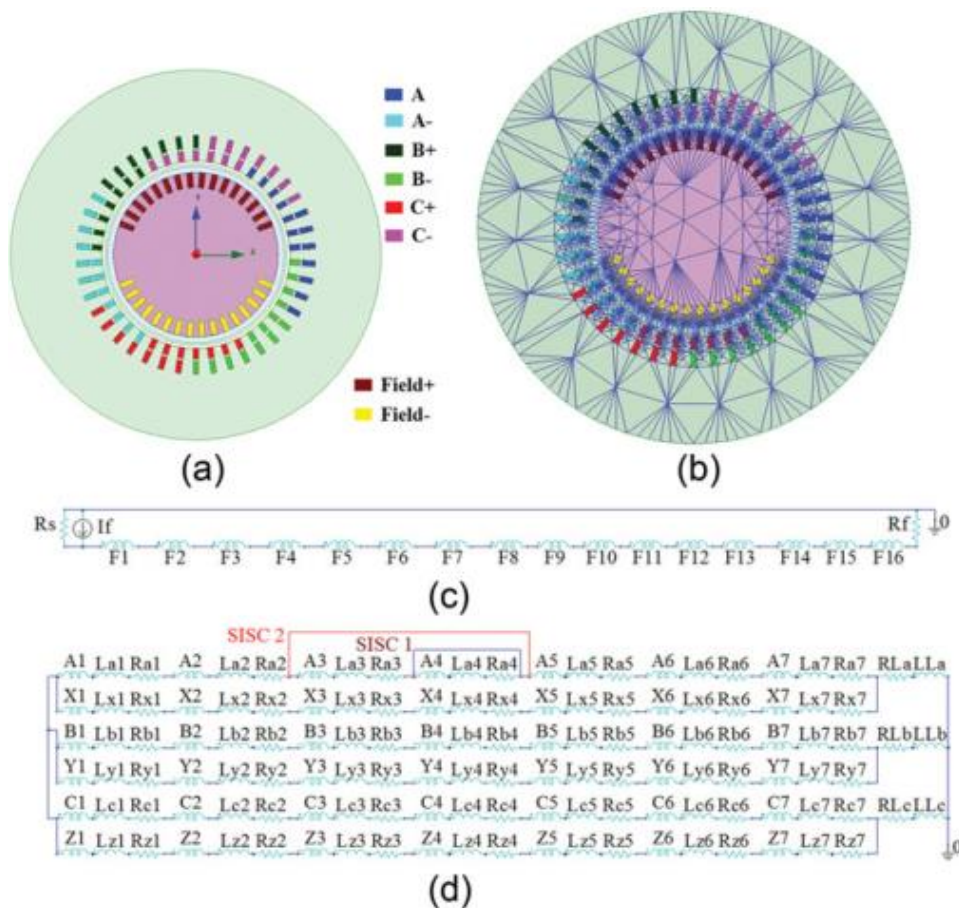 A
A-
B+
B-
C+
C-
Field+
Field-
Y
X
(a)
(b)
Rs If Rf 0
F1 F2 F3 F4 F5 F6 F7 F8 F9 F10 F11 F12 F13 F14 F15 F16
(c)
SISC 2
SISC 1
A1 La1 Ra1 A2 La2 Ra2 A3 La3 Ra3 A4 La4 Ra4 A5 La5 Ra5 A6 La6 Ra6 A7 La7 Ra7 RLaLLa
X1 Lx1 Rx1 X2 Lx2 Rx2 X3 Lx3 Rx3 X4 Lx4 Rx4 X5 Lx5 Rx5 X6 Lx6 Rx6 X7 Lx7 Rx7
B1 Lb1 Rb1 B2 Lb2 Rb2 B3 Lb3 Rb3 B4 Lb4 Rb4 B5 Lb5 Rb5 B6 Lb6 Rb6 B7 Lb7 Rb7 RLbLLb
Y1 Ly1 Ry1 Y2 Ly2 Ry2 Y3 Ly3 Ry3 Y4 Ly4 Ry4 Y5 Ly5 Ry5 Y6 Ly6 Ry6 Y7 Ly7 Ry7
C1 Lc1 Rc1 C2 Lc2 Rc2 C3 Lc3 Rc3 C4 Lc4 Rc4 C5 Lc5 Rc5 C6 Lc6 Rc6 C7 Lc7 Rc7 RLcLLc
Z1 Lz1 Rz1 Z2 Lz2 Rz2 Z3 Lz3 Rz3 Z4 Lz4 Rz4 Z5 Lz5 Rz5 Z6 Lz6 Rz6 Z7 Lz7 Rz7 0
(d)